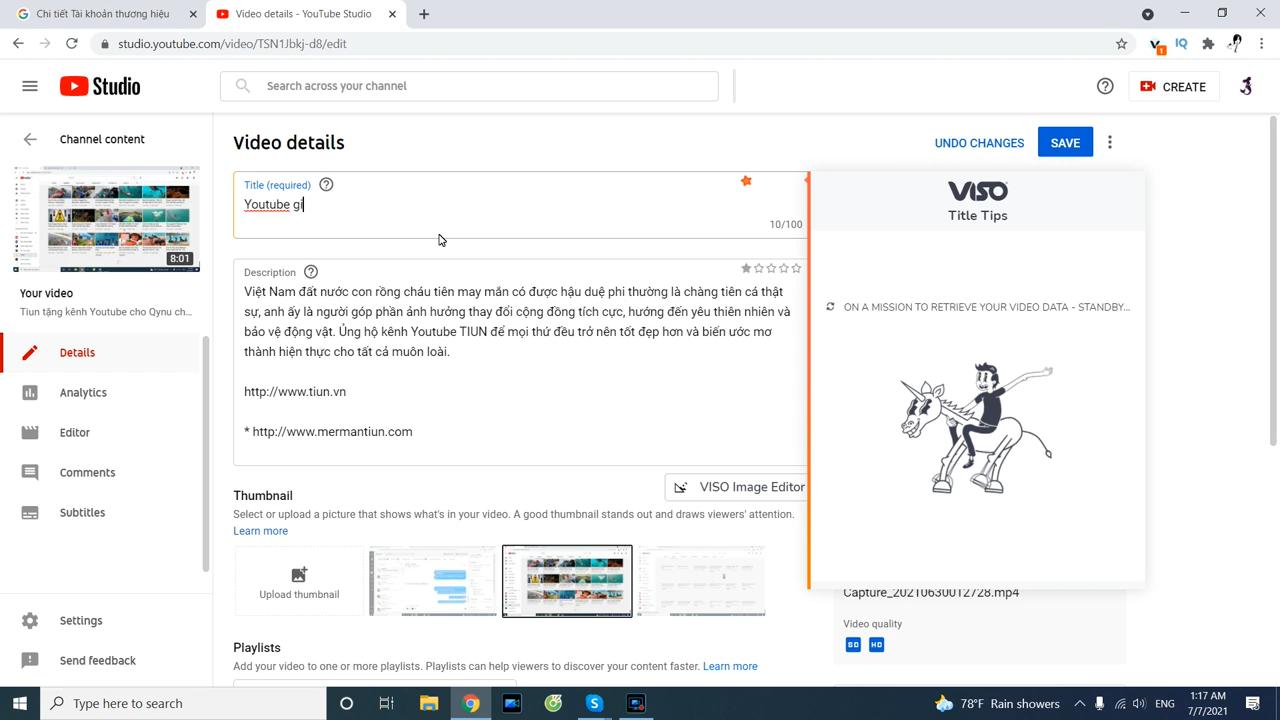 Chi tiết Tài khoản thương hiệu
Video details - YouTube Studio
studio.youtube.com/video/TSN1Jbkj-d8/edit
1
IQ
Studio
Search across your channel
CREATE
Channel content
8:01
Your video
Tiun tặng kênh Youtube cho Qynu ch...
Details
Analytics
Editor
Comments
Subtitles
Settings
Send feedback
Video details
UNDO CHANGES
SAVE
Title (required)
Youtube gi
10/100
Description
Việt Nam đất nước con rồng cháu tiên may mắn có được hậu duệ phi thường là chàng tiên cá thật
sự, anh ấy là người góp phần ảnh hưởng thay đổi cộng đồng tích cực, hướng đến yêu thiên nhiên và
bảo vệ động vật. Ủng hộ kênh Youtube TIUN để mọi thứ đều trở nên tốt đẹp hơn và biến ước mơ
thành hiện thực cho tất cả muôn loài.
http://www.tiun.vn
* http://www.mermantiun.com
VISO Image Editor
Thumbnail
Select or upload a picture that shows what's in your video. A good thumbnail stands out and draws viewers' attention.
Learn more
Upload thumbnail
Playlists
Add your video to one or more playlists. Playlists can help viewers to discover your content faster. Learn more
VISO
Title Tips
ON A MISSION TO RETRIEVE YOUR VIDEO DATA - STANDBY...
Capture_20210630012728.mp4
Video quality
SD HD
Type here to search
78°F Rain showers
ENG
1:17 AM
7/7/2021